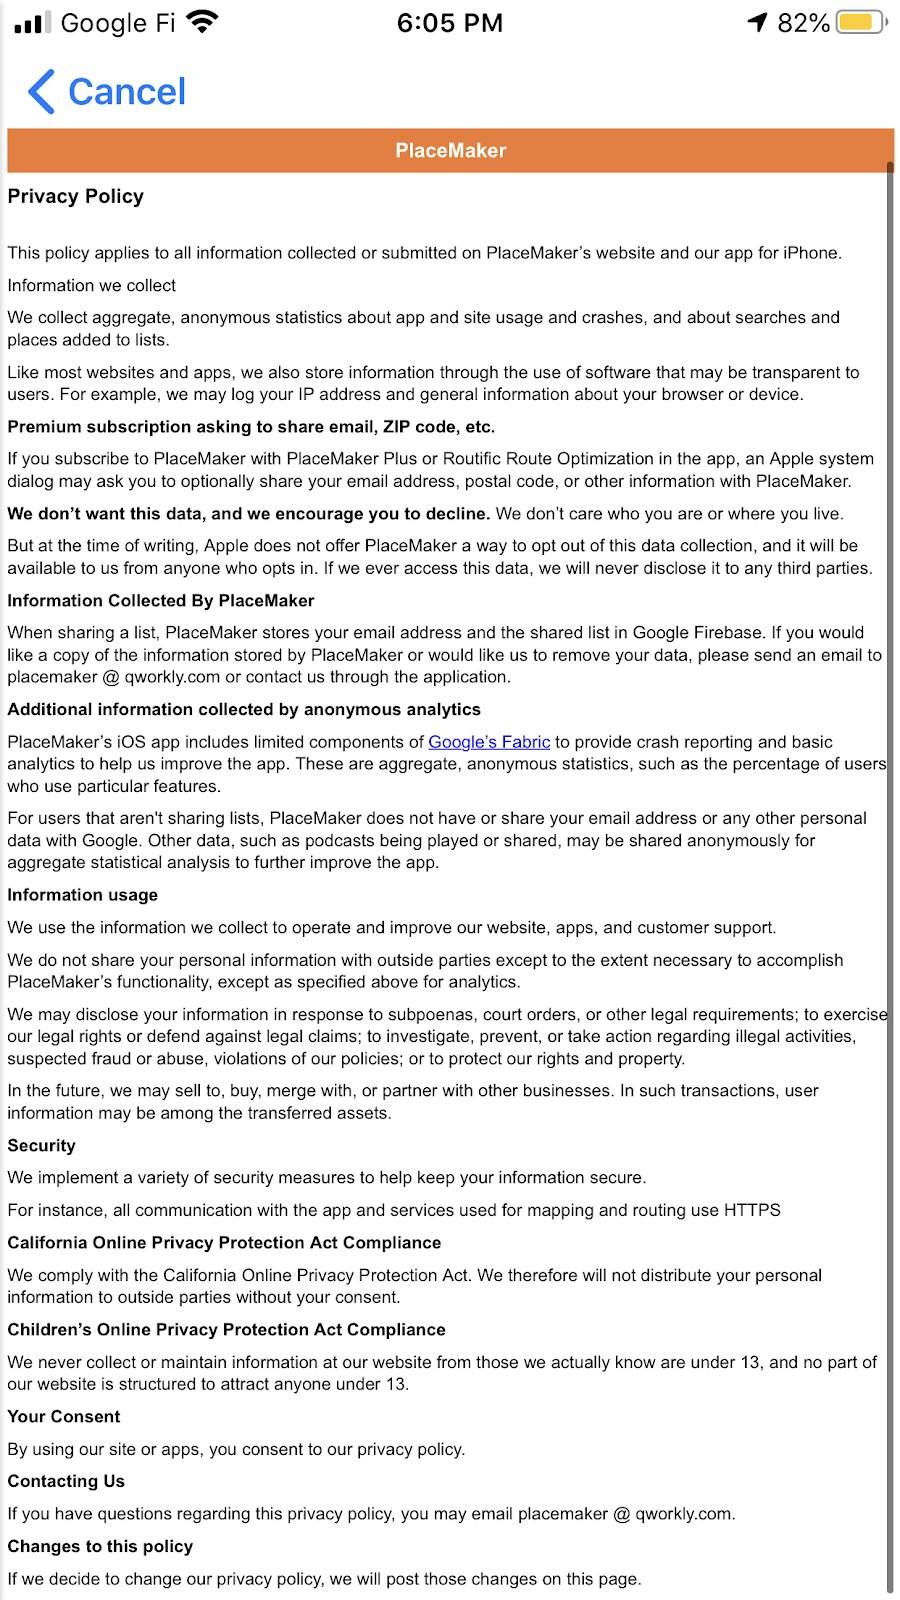 Google Fi
6:05 PM
82%
Cancel
PlaceMaker
Privacy Policy
This policy applies to all information collected or submitted on PlaceMaker’s website and our app for iPhone.
Information we collect
We collect aggregate, anonymous statistics about app and site usage and crashes, and about searches and
places added to lists.
Like most websites and apps, we also store information through the use of software that may be transparent to
users. For example, we may log your IP address and general information about your browser or device.
Premium subscription asking to share email, ZIP code, etc.
If you subscribe to PlaceMaker with PlaceMaker Plus or Routific Route Optimization in the app, an Apple system
dialog may ask you to optionally share your email address, postal code, or other information with PlaceMaker.
We don’t want this data, and we encourage you to decline. We don’t care who you are or where you live.
But at the time of writing, Apple does not offer PlaceMaker a way to opt out of this data collection, and it will be
available to us from anyone who opts in. If we ever access this data, we will never disclose it to any third parties.
Information Collected By PlaceMaker
When sharing a list, PlaceMaker stores your email address and the shared list in Google Firebase. If you would
like a copy of the information stored by PlaceMaker or would like us to remove your data, please send an email to
placemaker @ qworkly.com or contact us through the application.
Additional information collected by anonymous analytics
PlaceMaker’s iOS app includes limited components of Google’s Fabric to provide crash reporting and basic
analytics to help us improve the app. These are aggregate, anonymous statistics, such as the percentage of users
who use particular features.
For users that aren't sharing lists, PlaceMaker does not have or share your email address or any other personal
data with Google. Other data, such as podcasts being played or shared, may be shared anonymously for
aggregate statistical analysis to further improve the app.
Information usage
We use the information we collect to operate and improve our website, apps, and customer support.
We do not share your personal information with outside parties except to the extent necessary to accomplish
PlaceMaker’s functionality, except as specified above for analytics.
We may disclose your information in response to subpoenas, court orders, or other legal requirements; to exercise
our legal rights or defend against legal claims; to investigate, prevent, or take action regarding illegal activities,
suspected fraud or abuse, violations of our policies; or to protect our rights and property.
In the future, we may sell to, buy, merge with, or partner with other businesses. In such transactions, user
information may be among the transferred assets.
Security
We implement a variety of security measures to help keep your information secure.
For instance, all communication with the app and services used for mapping and routing use HTTPS
California Online Privacy Protection Act Compliance
We comply with the California Online Privacy Protection Act. We therefore will not distribute your personal
information to outside parties without your consent.
Children’s Online Privacy Protection Act Compliance
We never collect or maintain information at our website from those we actually know are under 13, and no part of
our website is structured to attract anyone under 13.
Your Consent
By using our site or apps, you consent to our privacy policy.
Contacting Us
If you have questions regarding this privacy policy, you may email placemaker @ qworkly.com.
Changes to this policy
If we decide to change our privacy policy, we will post those changes on this page.